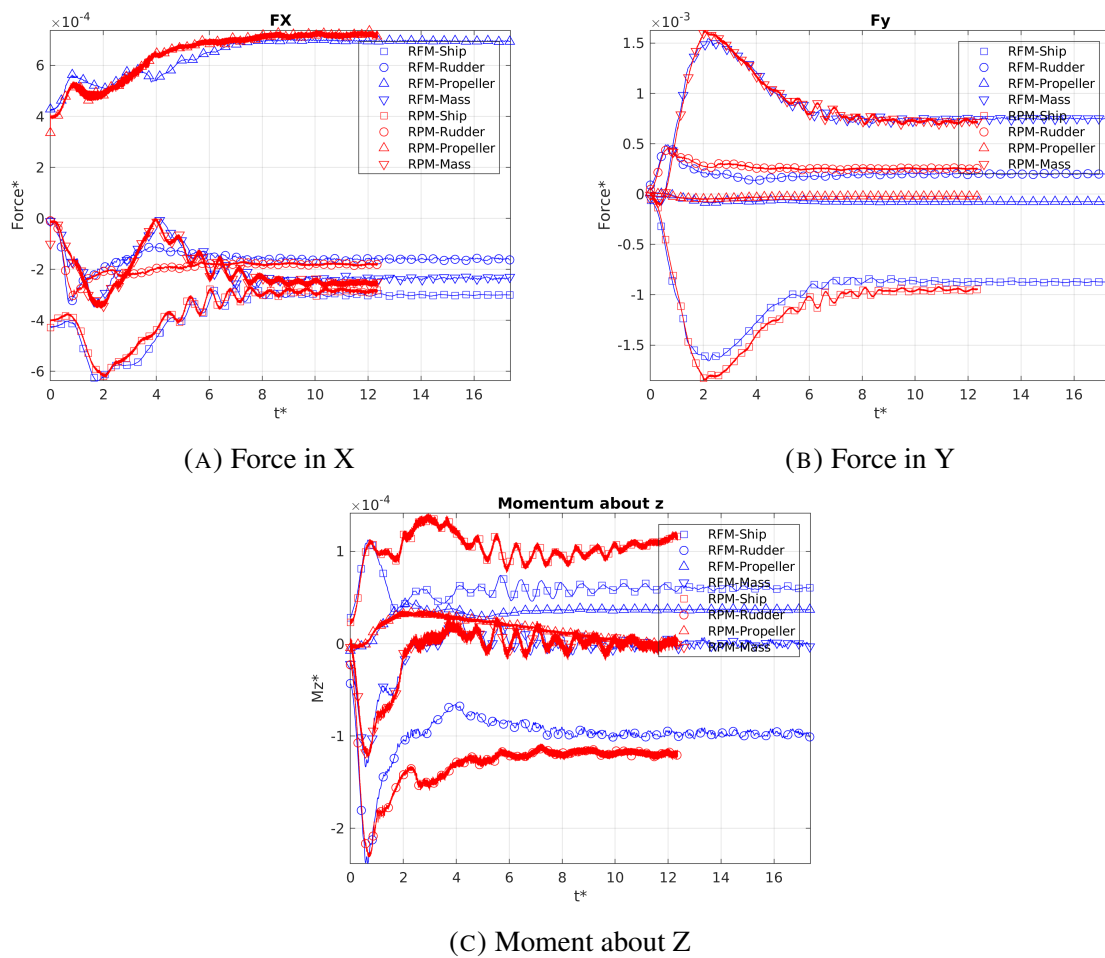 FX
×10⁻⁴
6
4
2
0
-2
-4
-6
Force*
0 2 4 6 8 10 12 14 16
t*
RFM-Ship
RFM-Rudder
RFM-Propeller
RFM-Mass
RPM-Ship
RPM-Rudder
RPM-Propeller
RPM-Mass
(A) Force in X
Fy
×10⁻³
1.5
1
0.5
0
-0.5
-1
-1.5
Force*
0 2 4 6 8 10 12 14 16
t*
RFM-Ship
RFM-Rudder
RFM-Propeller
RFM-Mass
RPM-Ship
RPM-Rudder
RPM-Propeller
RPM-Mass
(B) Force in Y
Momentum about z
×10⁻⁴
1
0
-1
-2
Mz*
0 2 4 6 8 10 12 14 16
t*
RFM-Ship
RFM-Rudder
RFM-Propeller
RFM-Mass
RPM-Ship
RPM-Rudder
RPM-Propeller
RPM-Mass
(C) Moment about Z